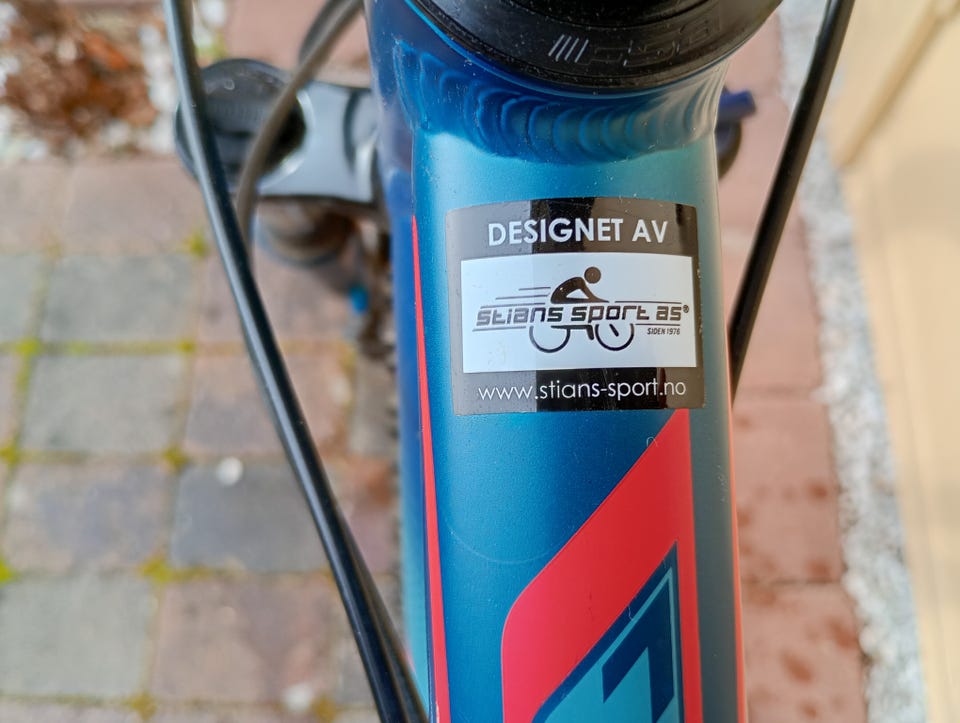 DESIGNET AV
stians sport as®
SIDEN 1976
www.stians-sport.no